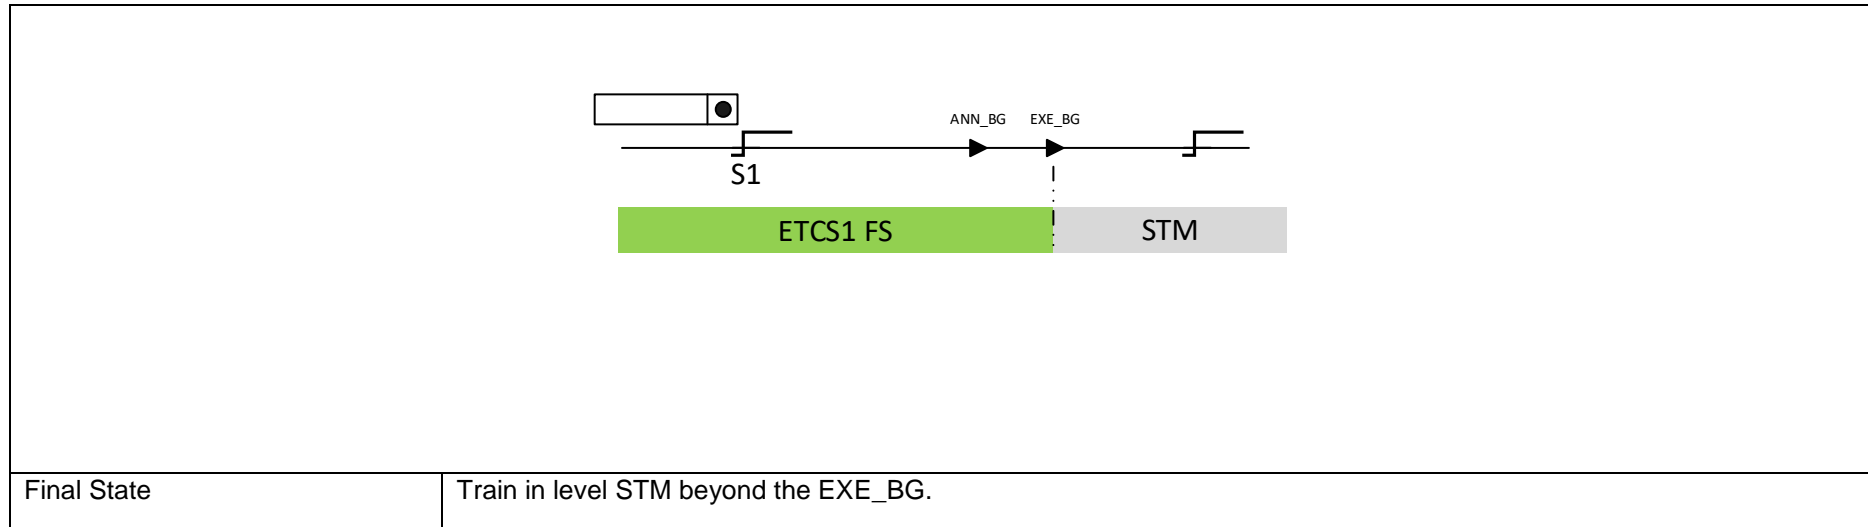 ANN_BG EXE_BG
S1
ETCS1 FS STM
Final State Train in level STM beyond the EXE_BG.